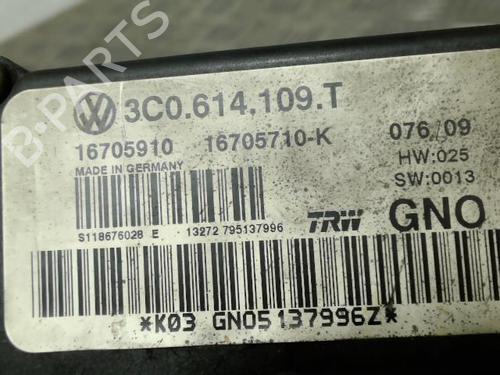 B-PARTS
3C0.614.109.T
16705910 16705710-K 076/09
MADE IN GERMANY HW:025
SW:0013
S118676028 E 13272 795137996 TRW GNO
*K03 GNO5137996Z*